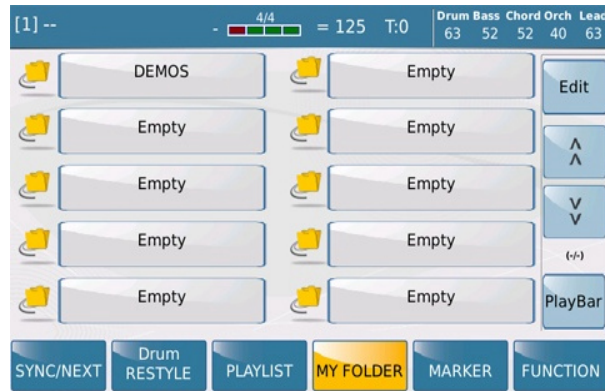 [1] --
- 4/4 = 125 T:0
Drum Bass Chord Orch Lead
63 52 52 40 63
DEMOS Empty
Edit
Empty Empty
Empty Empty
Empty Empty
(-/-)
Empty Empty
PlayBar
SYNC/NEXT
Drum
RESTYLE
PLAYLIST
MY FOLDER
MARKER
FUNCTION